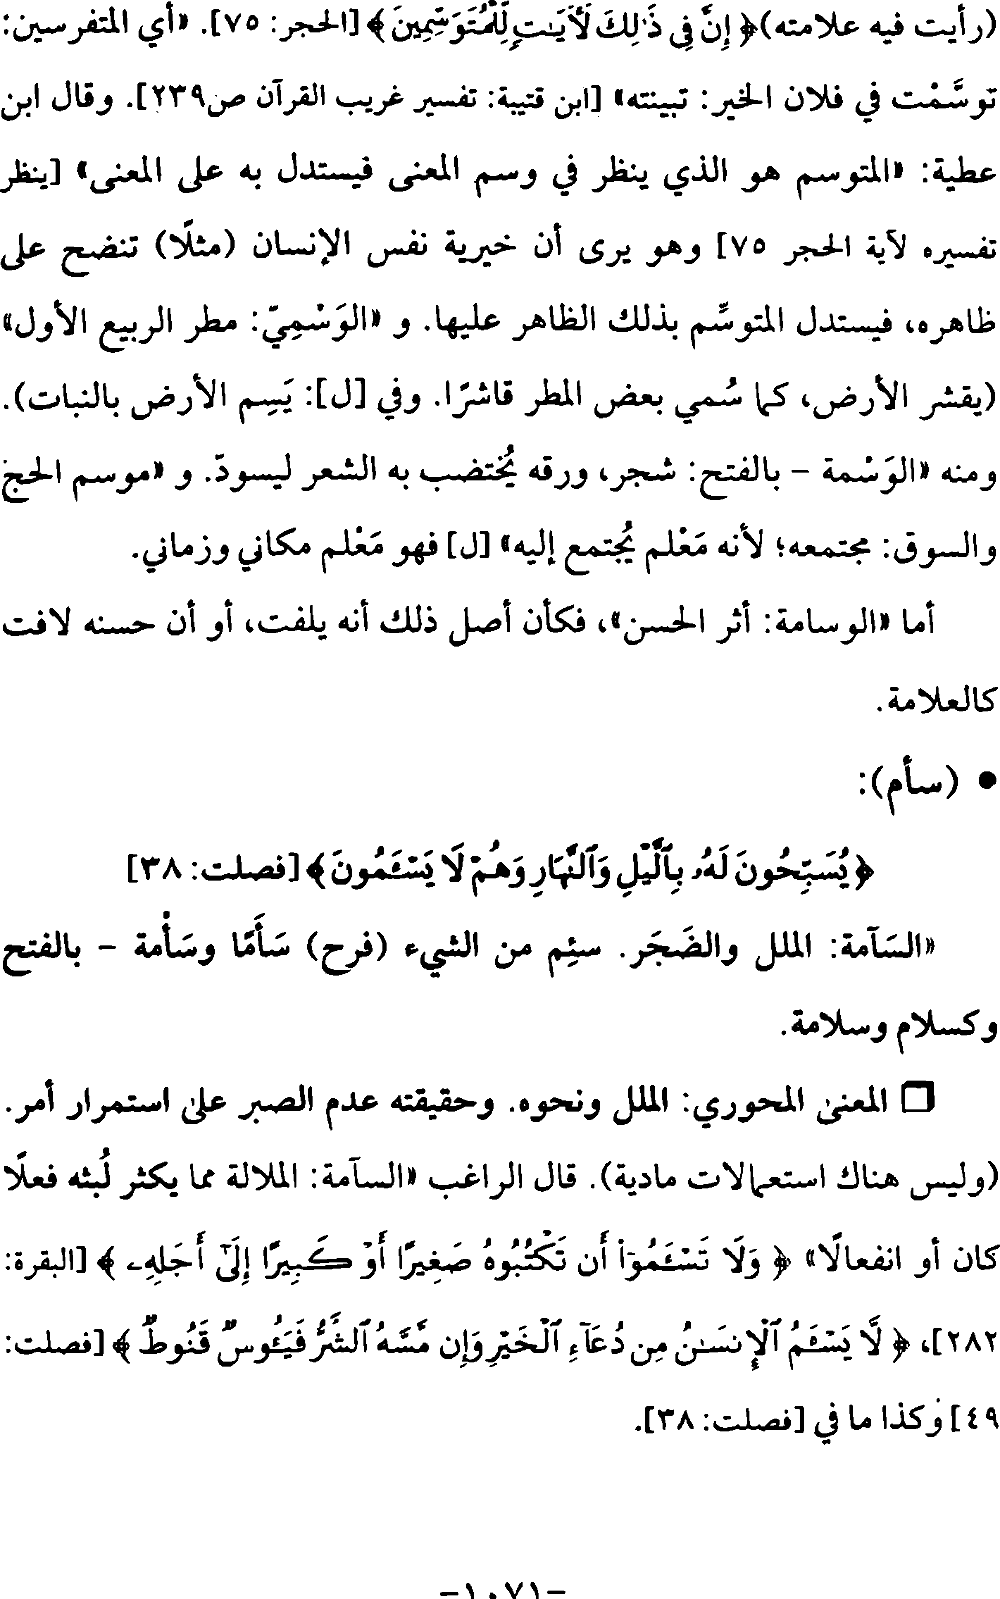 (رأيت فيه علامته) ﴿ إِنَّ فِي ذَٰلِكَ لَآيَـٰتٍ لِّلْمُتَوَسِّمِينَ ﴾ [الحجر: ٧٥]. «أي المتفرسين:
توسَّمْت في فلان الخير: تبينته» [ابن قتيبة: تفسير غريب القرآن ص٢٣٩]. وقال ابن
عطية: «المتوسم هو الذي ينظر في وسم المعنى فيستدل به على المعنى» [ينظر
تفسيره لآية الحجر ٧٥] وهو يرى أن خيرية نفس الإنسان (مثلًا) تنضح على
ظاهره، فيستدل المتوسِّم بذلك الظاهر عليها. و «الوَسْمِيّ: مطر الربيع الأول»
(يقشر الأرض، كما سُمي بعض المطر قاشرًا. وفي [ل]: يَسِم الأرض بالنبات).
ومنه «الوَسْمة – بالفتح: شجر، ورقه يُختضب به الشعر ليسودّ. و «موسم الحج
والسوق: مجتمعه؛ لأنه مَعْلم يُجتمع إليه» [ل] فهو مَعْلم مكاني وزماني.
أما «الوسامة: أثر الحسن»، فكأن أصل ذلك أنه يلفت، أو أن حسنه لافت
كالعلامة.
• (سأم):
﴿ يُسَبِّحُونَ لَهُۥ بِٱلَّيْلِ وَٱلنَّهَارِ وَهُمْ لَا يَسْـَٔمُونَ ﴾ [فصلت: ٣٨]
«السَآمة: الملل والضَجَر. سئِم من الشيء (فرح) سَأَمًا وسَأْمة – بالفتح
وكسلام وسلامة.
❏ المعنى المحوري: الملل ونحوه. وحقيقته عدم الصبر على استمرار أمر.
(وليس هناك استعمالات مادية). قال الراغب «السآمة: الملالة مما يكثر لُبثه فعلًا
كان أو انفعالًا» ﴿ وَلَا تَسْـَٔمُوٓا۟ أَن تَكْتُبُوهُ صَغِيرًا أَوْ كَبِيرًا إِلَىٰٓ أَجَلِهِۦ ﴾ [البقرة:
٢٨٢]، ﴿ لَّا يَسْـَٔمُ ٱلْإِنسَـٰنُ مِن دُعَآءِ ٱلْخَيْرِ وَإِن مَّسَّهُ ٱلشَّرُّ فَيَـُٔوسٌ قَنُوطٌ ﴾ [فصلت:
٤٩] وكذا ما في [فصلت: ٣٨].
-١٠٧١-